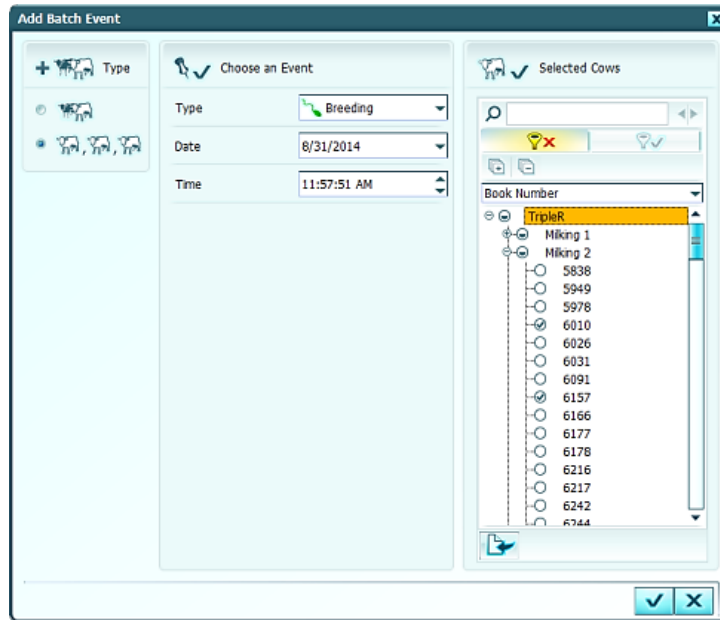 Add Batch Event
Type
Choose an Event
Type
Breeding
Date
8/31/2014
Time
11:57:51 AM
Selected Cows
Book Number
TripleR
Milking 1
Milking 2
5838
5949
5978
6010
6026
6031
6091
6157
6166
6177
6178
6216
6217
6242
6244